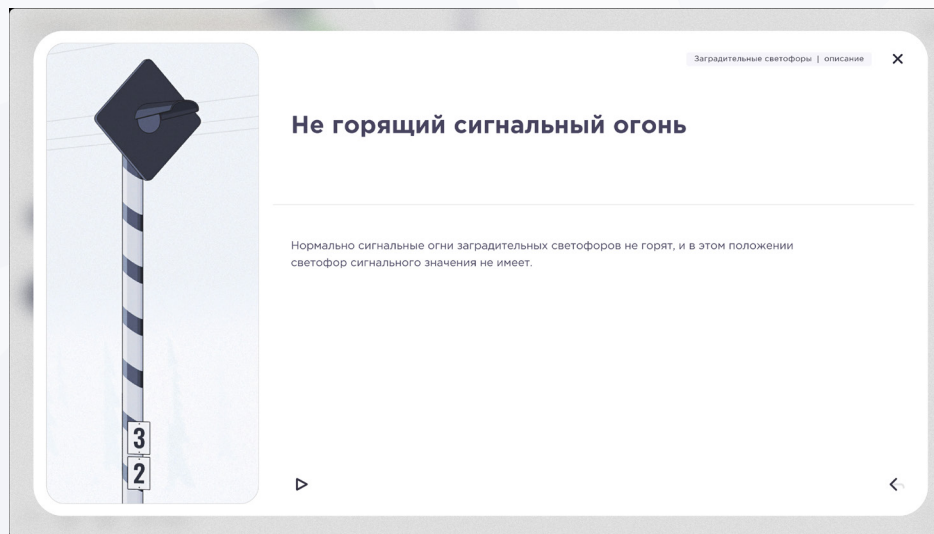 Заградительные светофоры | описание
Не горящий сигнальный огонь
Нормально сигнальные огни заградительных светофоров не горят, и в этом положении
светофор сигнального значения не имеет.
3
2